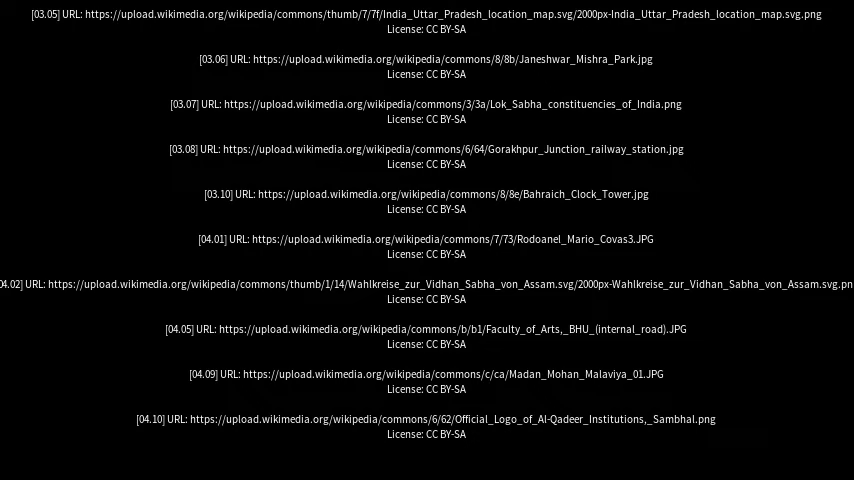 [03.05] URL: https://upload.wikimedia.org/wikipedia/commons/thumb/7/7f/India_Uttar_Pradesh_location_map.svg/2000px-India_Uttar_Pradesh_location_map.svg.png
License: CC BY-SA
[03.06] URL: https://upload.wikimedia.org/wikipedia/commons/8/8b/Janeshwar_Mishra_Park.jpg
License: CC BY-SA
[03.07] URL: https://upload.wikimedia.org/wikipedia/commons/3/3a/Lok_Sabha_constituencies_of_India.png
License: CC BY-SA
[03.08] URL: https://upload.wikimedia.org/wikipedia/commons/6/64/Gorakhpur_Junction_railway_station.jpg
License: CC BY-SA
[03.10] URL: https://upload.wikimedia.org/wikipedia/commons/8/8e/Bahraich_Clock_Tower.jpg
License: CC BY-SA
[04.01] URL: https://upload.wikimedia.org/wikipedia/commons/7/73/Rodoanel_Mario_Covas3.JPG
License: CC BY-SA
04.02] URL: https://upload.wikimedia.org/wikipedia/commons/thumb/1/14/Wahlkreise_zur_Vidhan_Sabha_von_Assam.svg/2000px-Wahlkreise_zur_Vidhan_Sabha_von_Assam.svg.pn
License: CC BY-SA
[04.05] URL: https://upload.wikimedia.org/wikipedia/commons/b/b1/Faculty_of_Arts,_BHU_(internal_road).JPG
License: CC BY-SA
[04.09] URL: https://upload.wikimedia.org/wikipedia/commons/c/ca/Madan_Mohan_Malaviya_01.JPG
License: CC BY-SA
[04.10] URL: https://upload.wikimedia.org/wikipedia/commons/6/62/Official_Logo_of_Al-Qadeer_Institutions,_Sambhal.png
License: CC BY-SA